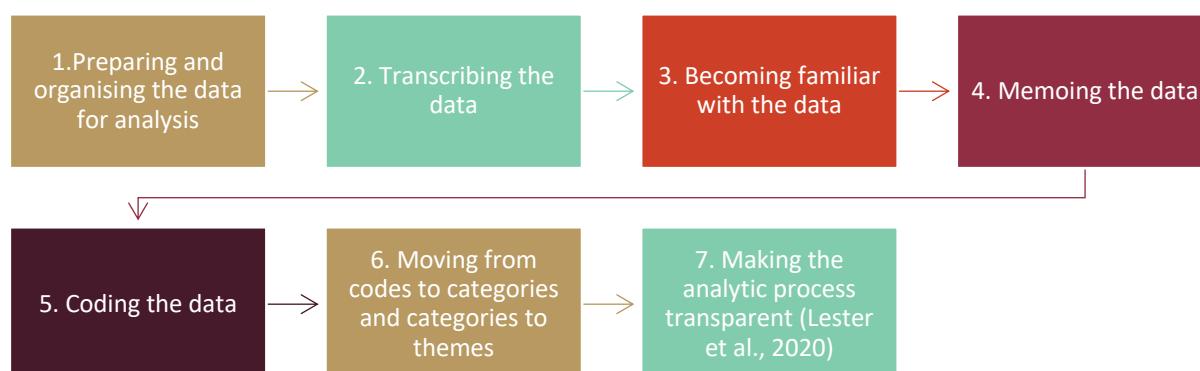 1.Preparing and
organising the data
for analysis
2. Transcribing the
data
3. Becoming familiar
with the data
4. Memoing the data
5. Coding the data
6. Moving from
codes to categories
and categories to
themes
7. Making the
analytic process
transparent (Lester
et al., 2020)